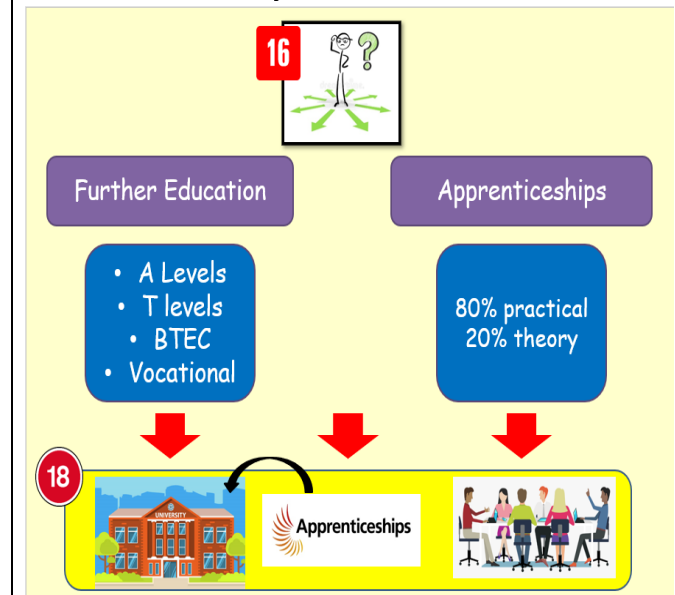 16
?
Further Education
Apprenticeships
• A Levels
• T levels
• BTEC
• Vocational
80% practical
20% theory
18
UNIVERSITY
Apprenticeships